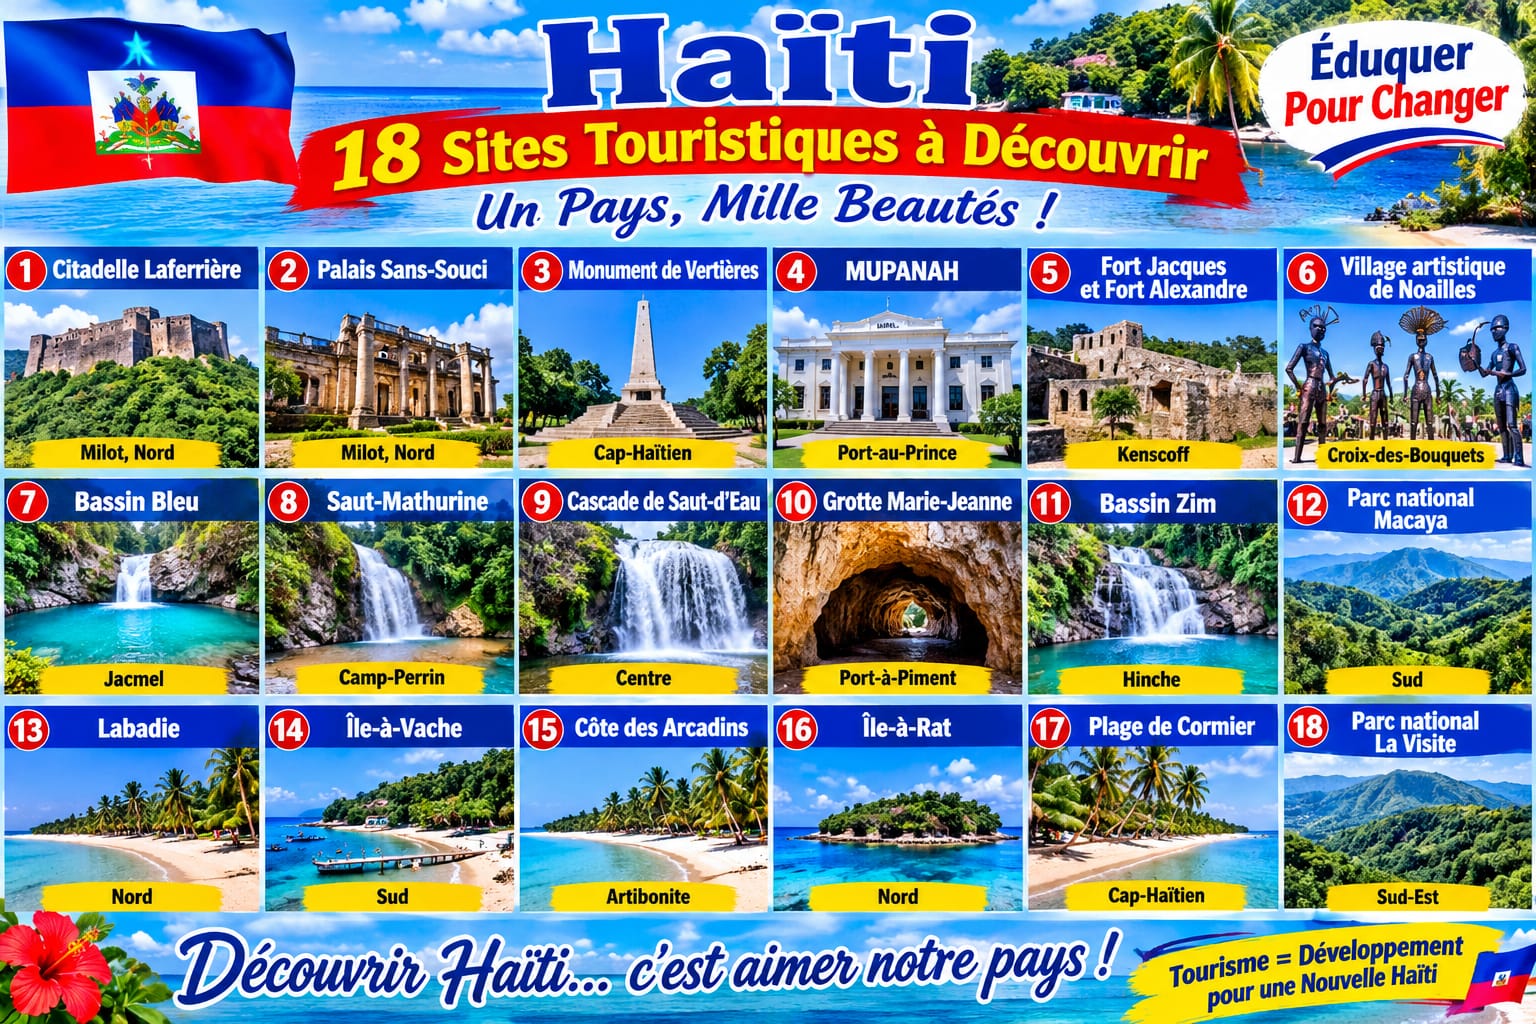 Haïti
18 Sites Touristiques à Découvrir
Un Pays, Mille Beautés !
Éduquer
Pour Changer
1 Citadelle Laferrière
Milot, Nord
2 Palais Sans-Souci
Milot, Nord
3 Monument de Vertières
Cap-Haïtien
4 MUPANAH
Port-au-Prince
5 Fort Jacques
et Fort Alexandre
Kenscoff
6 Village artistique
de Noailles
Croix-des-Bouquets
7 Bassin Bleu
Jacmel
8 Saut-Mathurine
Camp-Perrin
9 Cascade de Saut-d'Eau
Centre
10 Grotte Marie-Jeanne
Port-à-Piment
11 Bassin Zim
Hinche
12 Parc national
Macaya
Sud
13 Labadie
Nord
14 Île-à-Vache
Sud
15 Côte des Arcadins
Artibonite
16 Île-à-Rat
Nord
17 Plage de Cormier
Cap-Haïtien
18 Parc national
La Visite
Sud-Est
Découvrir Haïti... c'est aimer notre pays !
Tourisme = Développement
pour une Nouvelle Haïti